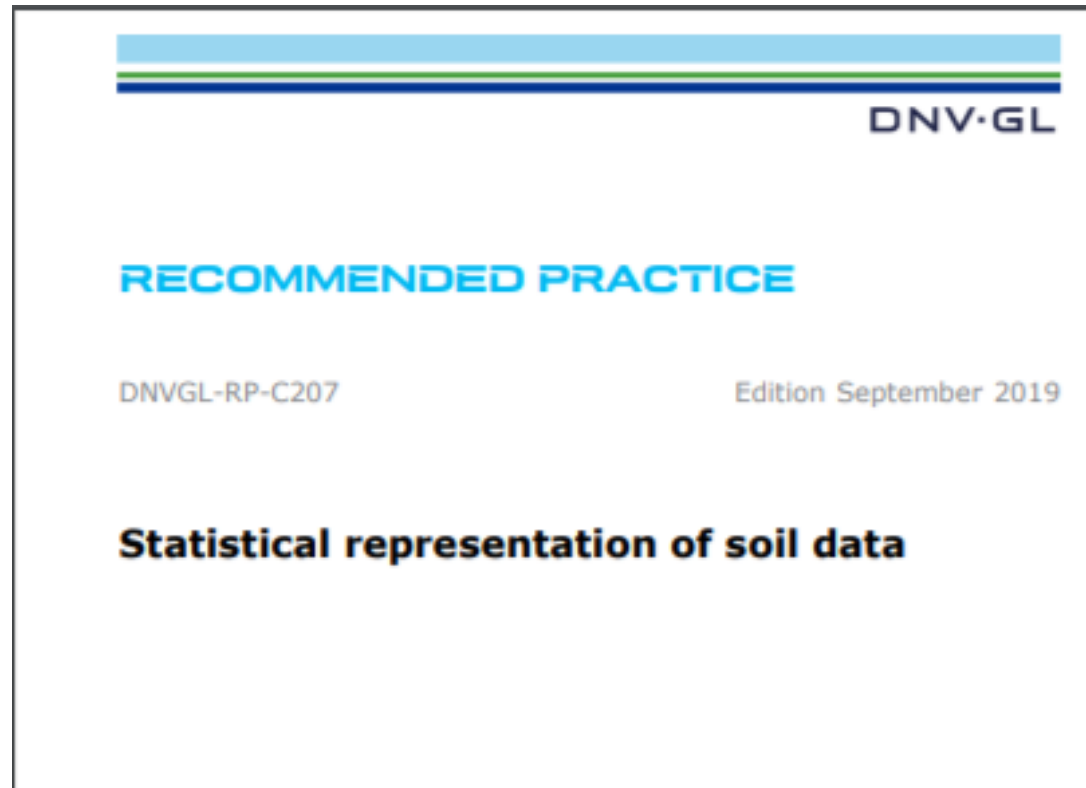 DNV·GL
RECOMMENDED PRACTICE
DNVGL-RP-C207 Edition September 2019
Statistical representation of soil data